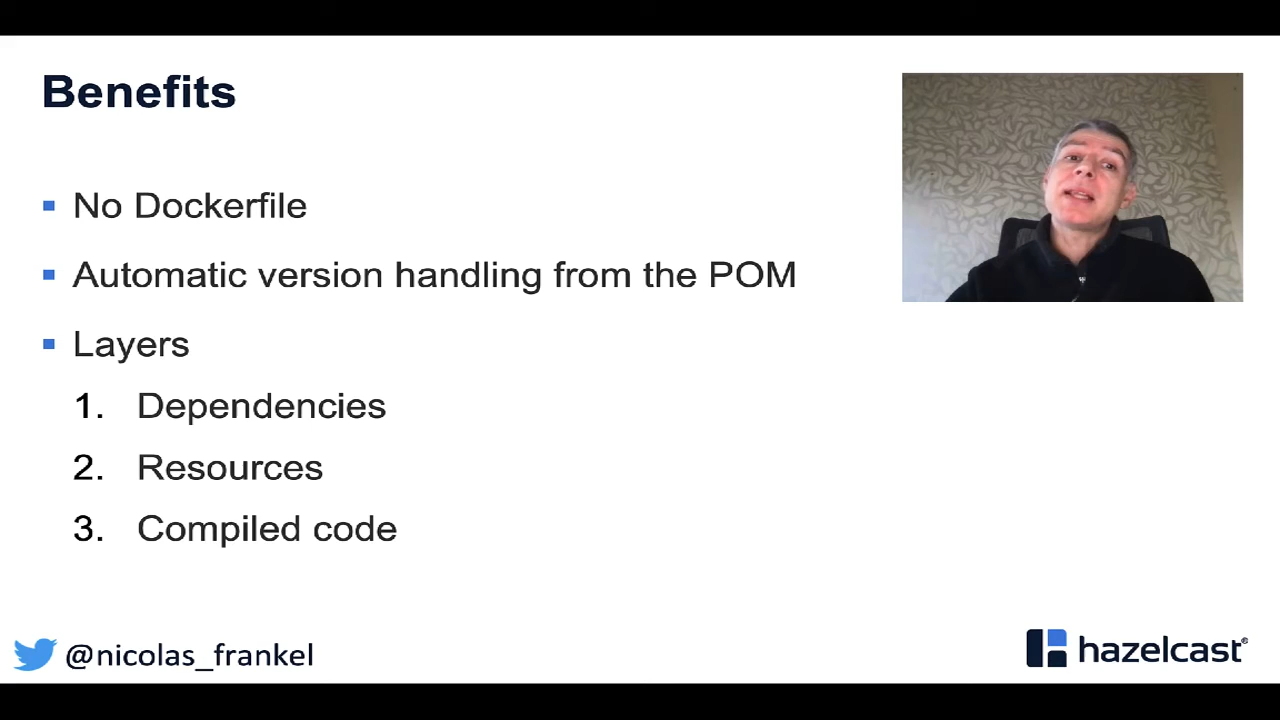 Benefits
No Dockerfile
Automatic version handling from the POM
Layers
1. Dependencies
2. Resources
3. Compiled code
@nicolas_frankel
hazelcast®